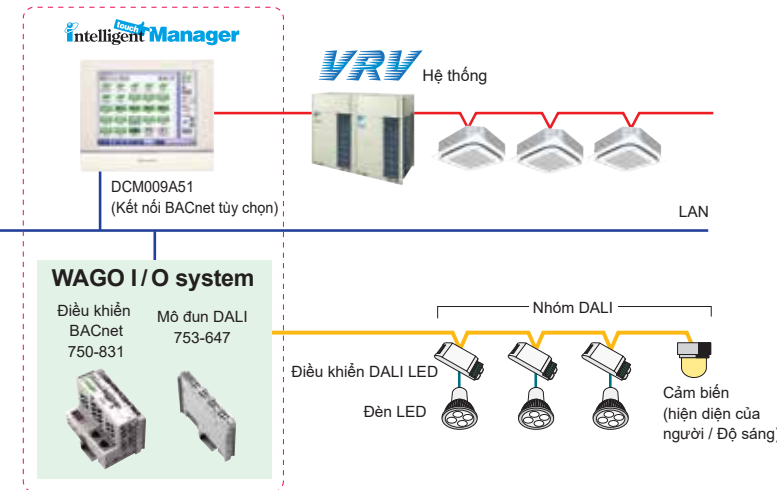 intelligent touch Manager
VRV
Hệ thống
DCM009A51
(Kết nối BACnet tùy chọn)
LAN
WAGO I/O system
Điều khiển
BACnet
750-831
Mô đun DALI
753-647
Nhóm DALI
Điều khiển DALI LED
Đèn LED
Cảm biến
(hiện diện của
người / Độ sáng)